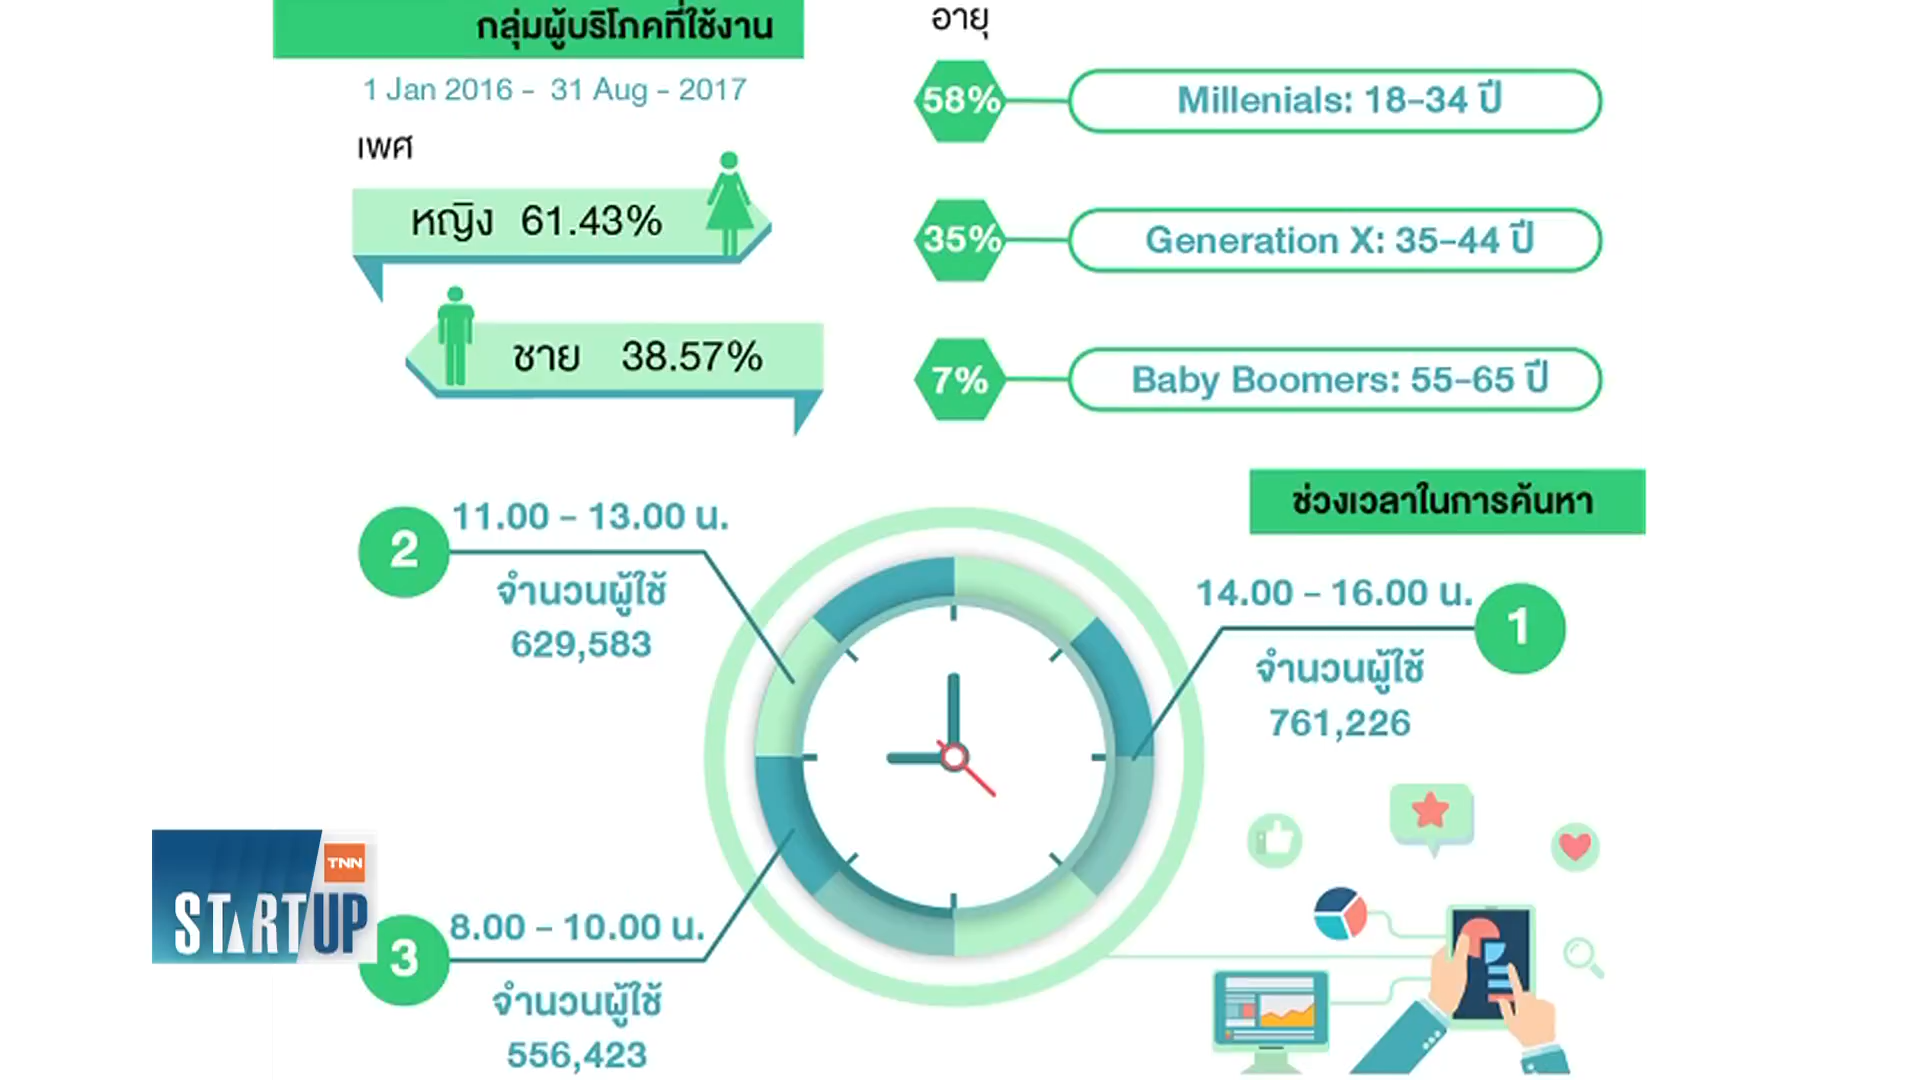 กลุ่มผู้บริโภคที่ใช้งาน
1 Jan 2016 - 31 Aug - 2017
เพศ
หญิง 61.43%
ชาย 38.57%
อายุ
58% Millenials: 18-34 ปี
35% Generation X: 35-44 ปี
7% Baby Boomers: 55-65 ปี
ช่วงเวลาในการค้นหา
1
14.00 - 16.00 น.
จำนวนผู้ใช้
761,226
2
11.00 - 13.00 น.
จำนวนผู้ใช้
629,583
3
8.00 - 10.00 น.
จำนวนผู้ใช้
556,423
TNN
STARTUP